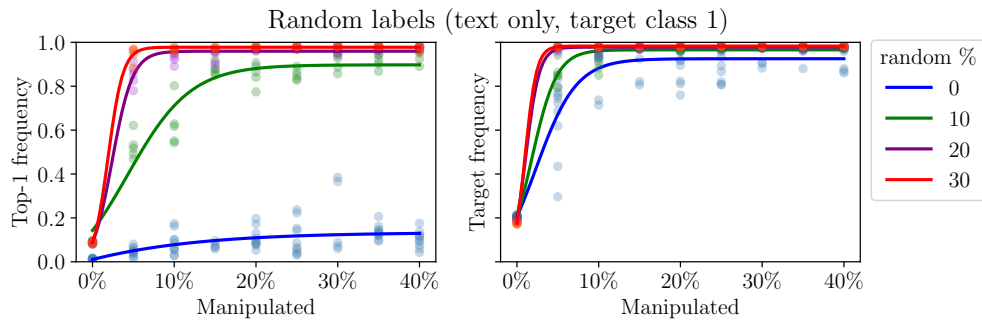 Random labels (text only, target class 1)
Top-1 frequency
1.0
0.8
0.6
0.4
0.2
0.0
0% 10% 20% 30% 40%
Manipulated
Target frequency
0% 10% 20% 30% 40%
Manipulated
random %
0
10
20
30